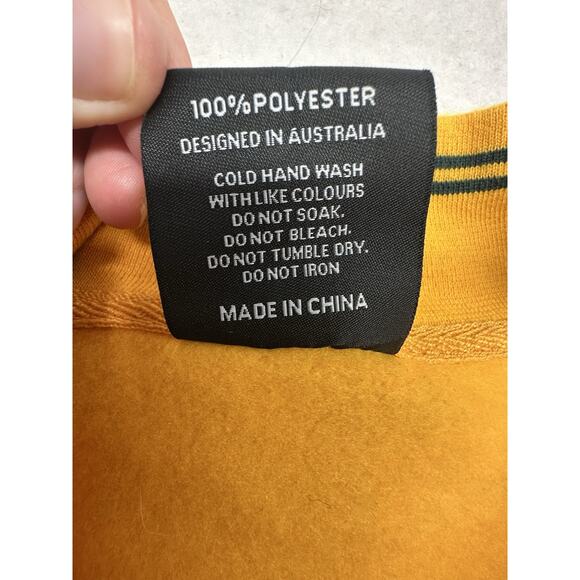 100%POLYESTER
DESIGNED IN AUSTRALIA
COLD HAND WASH
WITH LIKE COLOURS
DO NOT SOAK.
DO NOT BLEACH.
DO NOT TUMBLE DRY.
DO NOT IRON
MADE IN CHINA